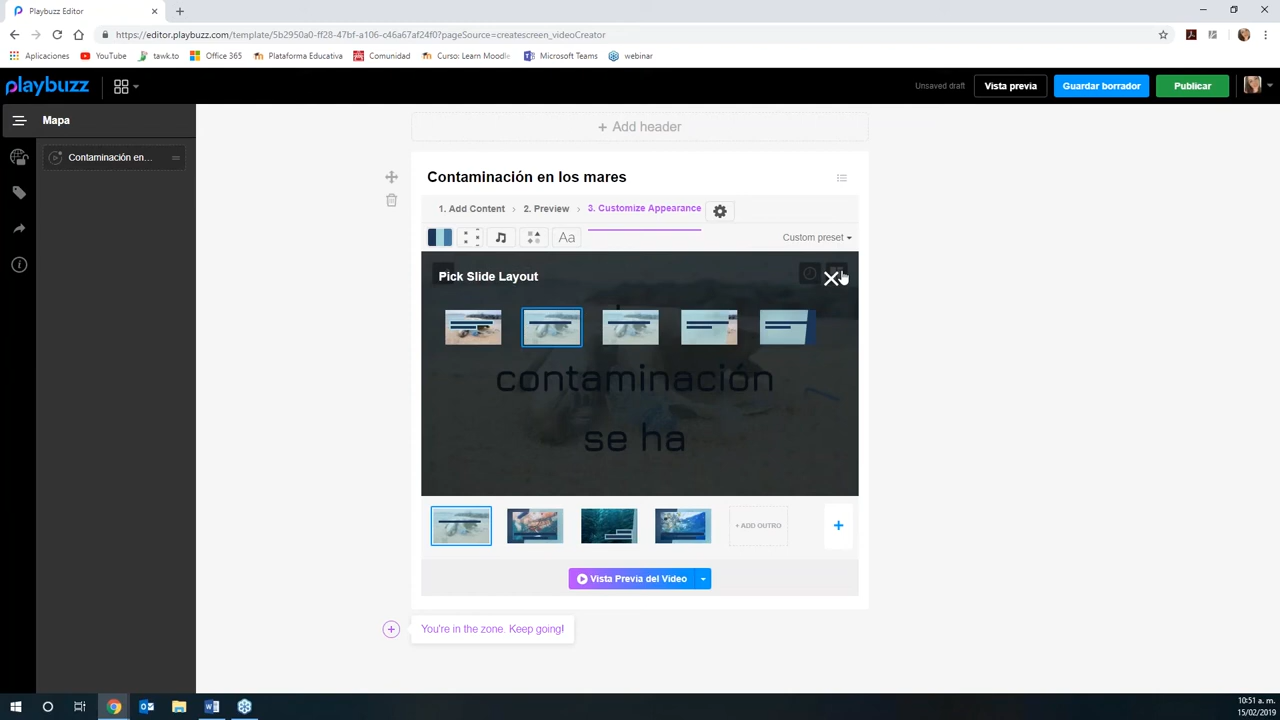 Playbuzz Editor
https://editor.playbuzz.com/template/5b2950a0-ff28-47bf-a106-c46a67af24f0?pageSource=createscreen_videoCreator
Aplicaciones YouTube tawk.to Office 365 Plataforma Educativa Comunidad Curso: Learn Moodle Microsoft Teams webinar
playbuzz Unsaved draft Vista previa Guardar borrador Publicar
Mapa
Contaminación en...
+ Add header
Contaminación en los mares
1. Add Content > 2. Preview > 3. Customize Appearance
Aa Custom preset
Pick Slide Layout
contaminación
se ha
+ ADD OUTRO +
Vista Previa del Video
You're in the zone. Keep going!
10:51 a. m.
15/02/2019